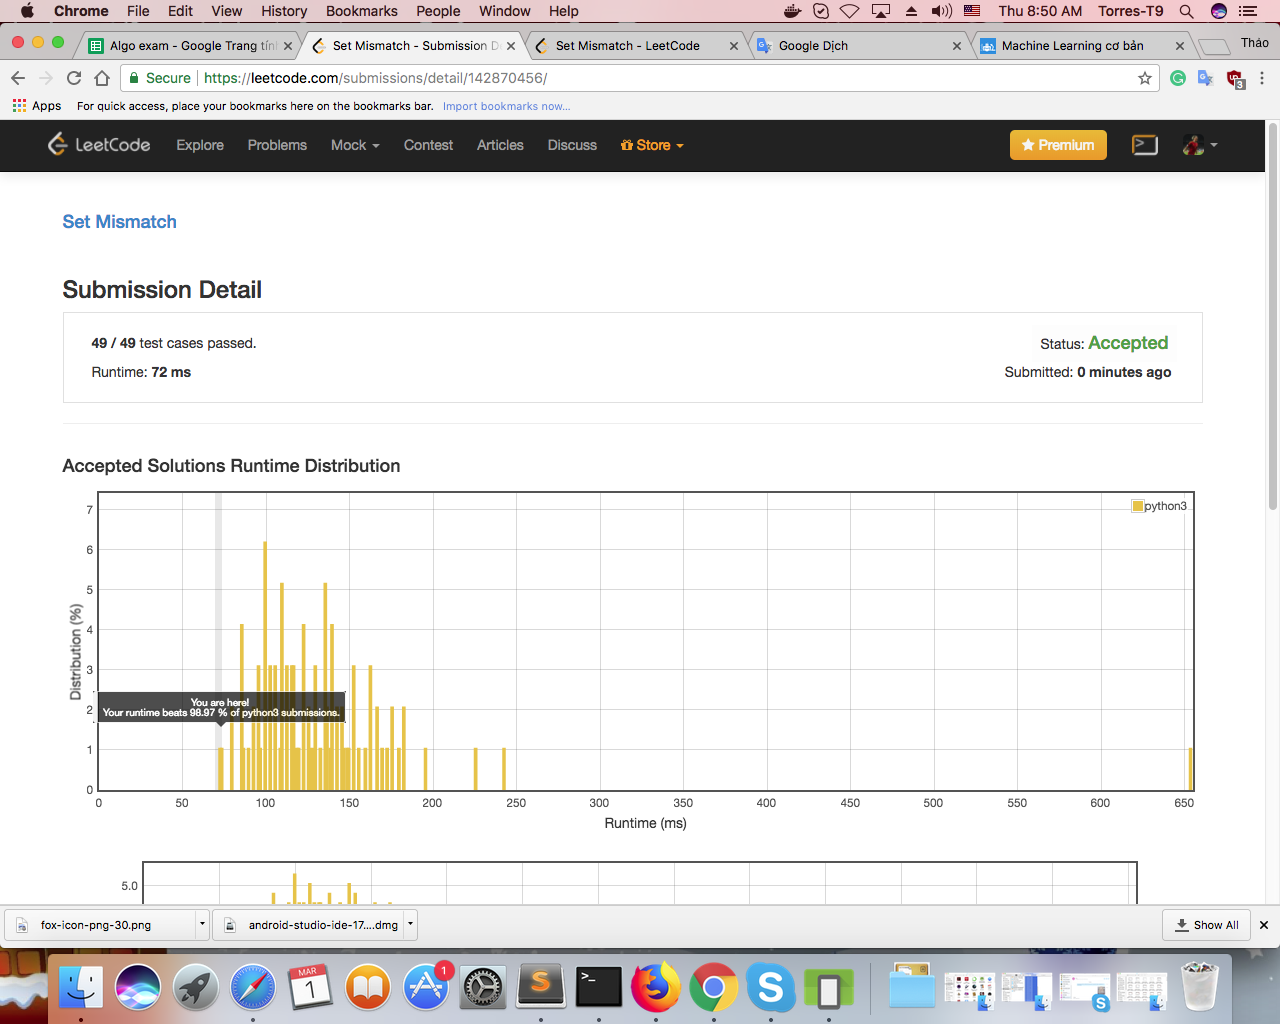 Chrome File Edit View History Bookmarks People Window Help Thu 8:50 AM Torres-T9
Algo exam - Google Trang tín Set Mismatch - Submission D Set Mismatch - LeetCode Google Dịch Machine Learning cơ bản Thảo
Secure https://leetcode.com/submissions/detail/142870456/ 3
Apps For quick access, place your bookmarks here on the bookmarks bar. Import bookmarks now...
LeetCode Explore Problems Mock Contest Articles Discuss Store Premium
Set Mismatch
Submission Detail
49 / 49 test cases passed. Status: Accepted
Runtime: 72 ms Submitted: 0 minutes ago
Accepted Solutions Runtime Distribution
python3
7
6
5
4
3
2
1
0
Distribution (%)
You are here!
Your runtime beats 98.97 % of python3 submissions.
0 50 100 150 200 250 300 350 400 450 500 550 600 650
Runtime (ms)
5.0
fox-icon-png-30.png android-studio-ide-17....dmg Show All
MAR
1
1